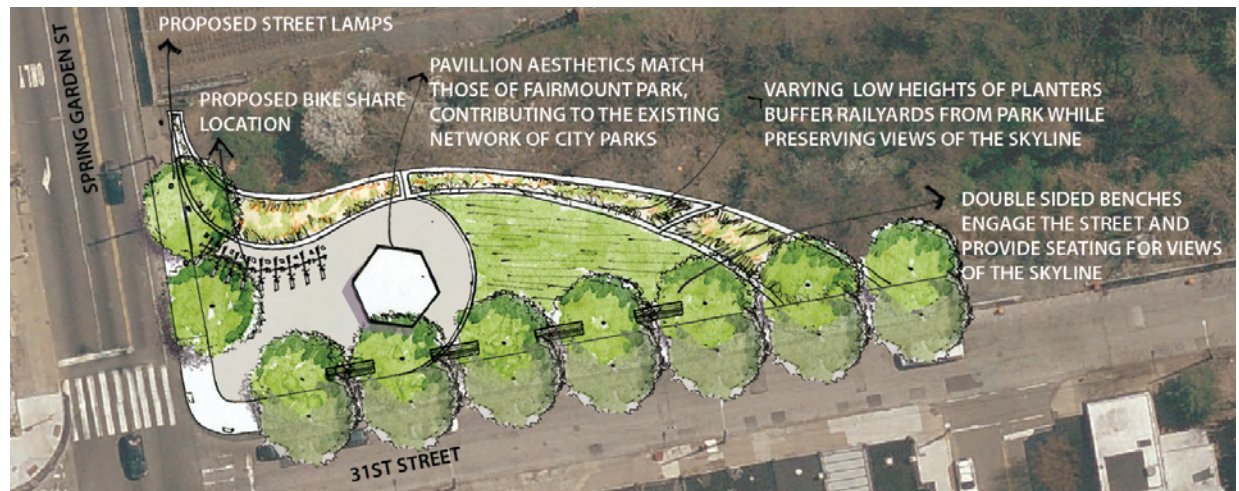 PROPOSED STREET LAMPS
PROPOSED BIKE SHARE
LOCATION
PAVILLION AESTHETICS MATCH
THOSE OF FAIRMOUNT PARK,
CONTRIBUTING TO THE EXISTING
NETWORK OF CITY PARKS
VARYING LOW HEIGHTS OF PLANTERS
BUFFER RAILYARDS FROM PARK WHILE
PRESERVING VIEWS OF THE SKYLINE
DOUBLE SIDED BENCHES
ENGAGE THE STREET AND
PROVIDE SEATING FOR VIEWS
OF THE SKYLINE
SPRING GARDEN ST
31ST STREET